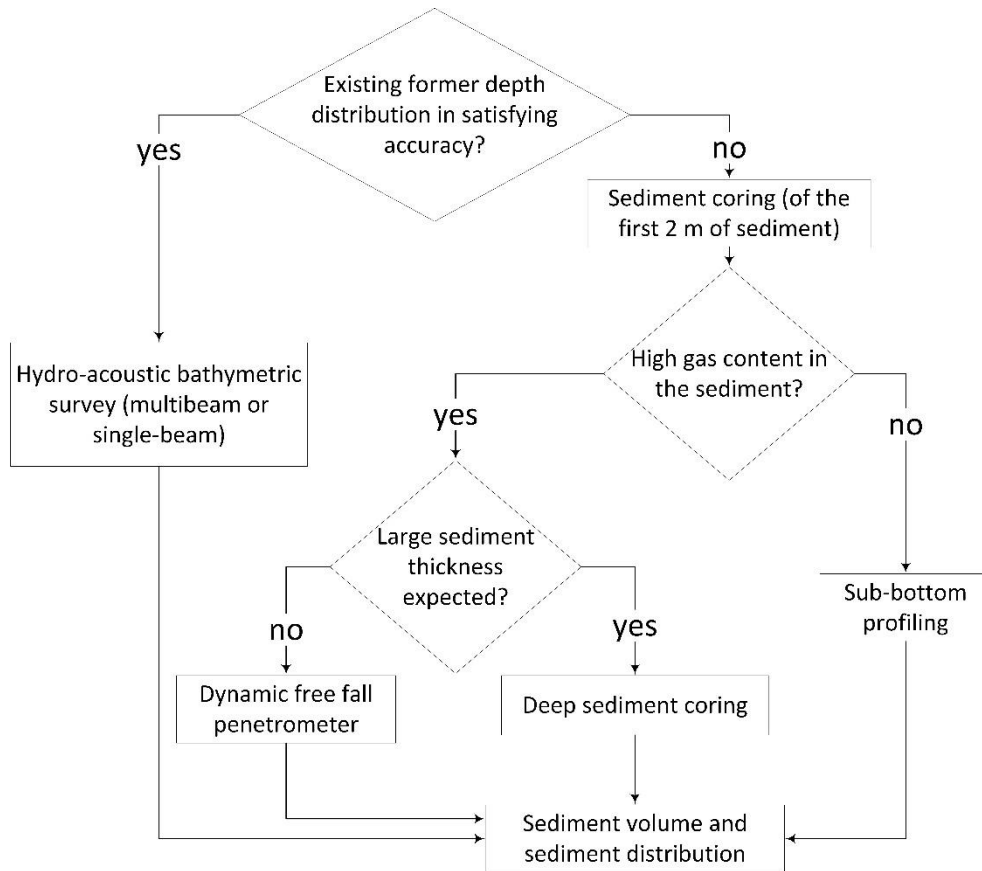 Existing former depth
distribution in satisfying
accuracy?
yes
no
Sediment coring (of the
first 2 m of sediment)
Hydro-acoustic bathymetric
survey (multibeam or
single-beam)
High gas content in
the sediment?
yes
no
Large sediment
thickness
expected?
no
yes
Sub-bottom
profiling
Dynamic free fall
penetrometer
Deep sediment coring
Sediment volume and
sediment distribution